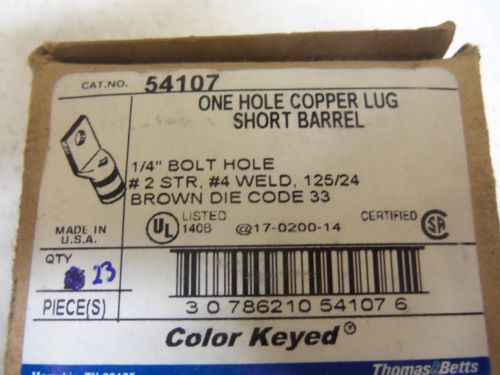 CAT.NO. 54107
ONE HOLE COPPER LUG
SHORT BARREL
1/4" BOLT HOLE
# 2 STR, #4 WELD, 125/24
BROWN DIE CODE 33
MADE IN
U.S.A.
UL
LISTED
140B
@17-0200-14
CERTIFIED
SA
QTY
23
PIECE(S)
3 0 786210 54107 6
Color Keyed®
Thomas&Betts